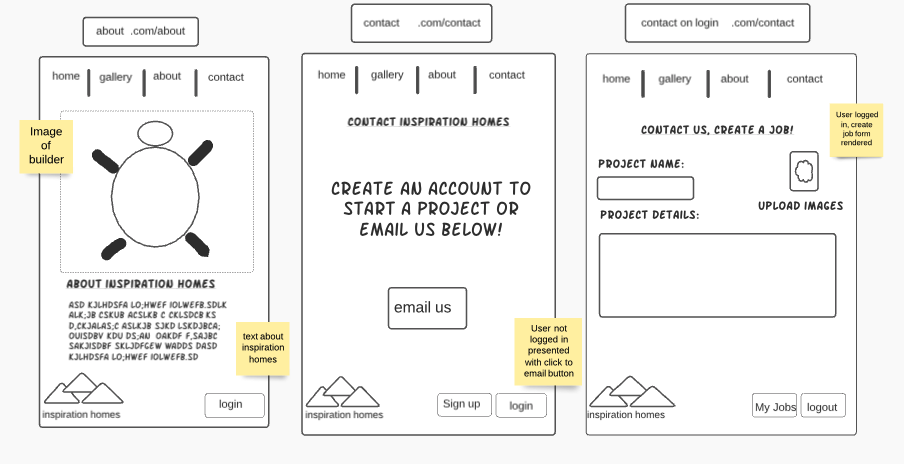 about .com/about
home gallery about contact
Image
of
builder
ABOUT INSPIRATION HOMES
ASD KJLHDSFA LO;HWEF IOLWEFB.SDLK
ALK;JB CSKUB ACSLKB C CKLSDCB KS
D,CKJALAS;C ASLKJB SJKD LSKDJBCA;
OUISDBV KDU DS;AN OAKDF F,SAJBC
SAKJISDBF SKLJDFGEW WADDS DASD
KJLHDSFA LO;HWEF IOLWEFB.SD
text about
inspiration
homes
inspiration homes
login
contact .com/contact
home gallery about contact
CONTACT INSPIRATION HOMES
CREATE AN ACCOUNT TO
START A PROJECT OR
EMAIL US BELOW!
email us
User not
logged in
presented
with click to
email button
inspiration homes
Sign up login
contact on login .com/contact
home gallery about contact
User logged
in, create
job form
rendered
CONTACT US, CREATE A JOB!
PROJECT NAME:
UPLOAD IMAGES
PROJECT DETAILS:
inspiration homes
My Jobs logout